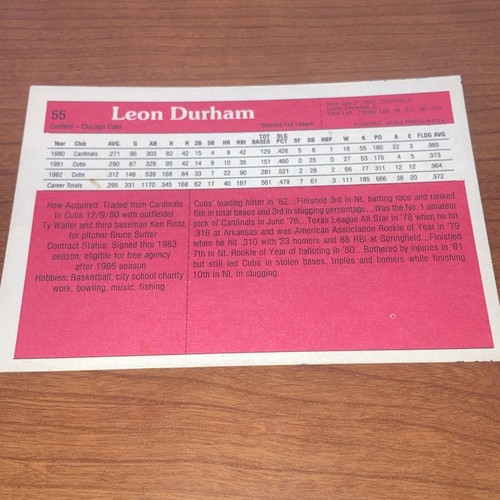 55
Leon Durham
Outfield — Chicago Cubs
Year Club AVG. G AB H R 2B 3B HR RBI TOT BASES SLG PCT SF DB HBP W K PO A E FLDG AVG
1980 Cardinals .271 96 303 82 42 15 4 8 42 129 .426 5 8 1 18 55 180 22 3 .985
1981 Cubs .290 87 328 95 42 14 8 10 35 151 .460 0 25 0 27 53 175 4 5 .973
1982 Cubs .312 148 539 168 84 33 7 22 90 281 .521 2 28 2 66 77 311 12 12 .964
Career Totals .295 331 1170 345 168 62 17 40 167 561 .479 7 61 3 111 185 666 38 20 .972
How Acquired: Traded from Cardinals
to Cubs 12/9/80 with outfielder
Ty Waller and third baseman Ken Reitz
for pitcher Bruce Sutter
Contract Status: Signed thru 1983
season; eligible for free agency
after 1986 season
Hobbies: Basketball, city school charity
work, bowling, music, fishing
Cubs' leading hitter in '82...Finished 3rd in NL batting race and ranked
6th in total bases and 3rd in slugging percentage...Was the No. 1 amateur
pick of Cardinals in June '76...Texas League All Star in '78 when he hit
.316 at Arkansas and was American Association Rookie of Year in '79
when he hit .310 with 23 homers and 88 RBI at Springfield...Finished
7th in NL Rookie of Year of balloting in '80...Bothered by injuries in '81
but still led Cubs in stolen bases, triples and homers while finishing
10th in NL in slugging.